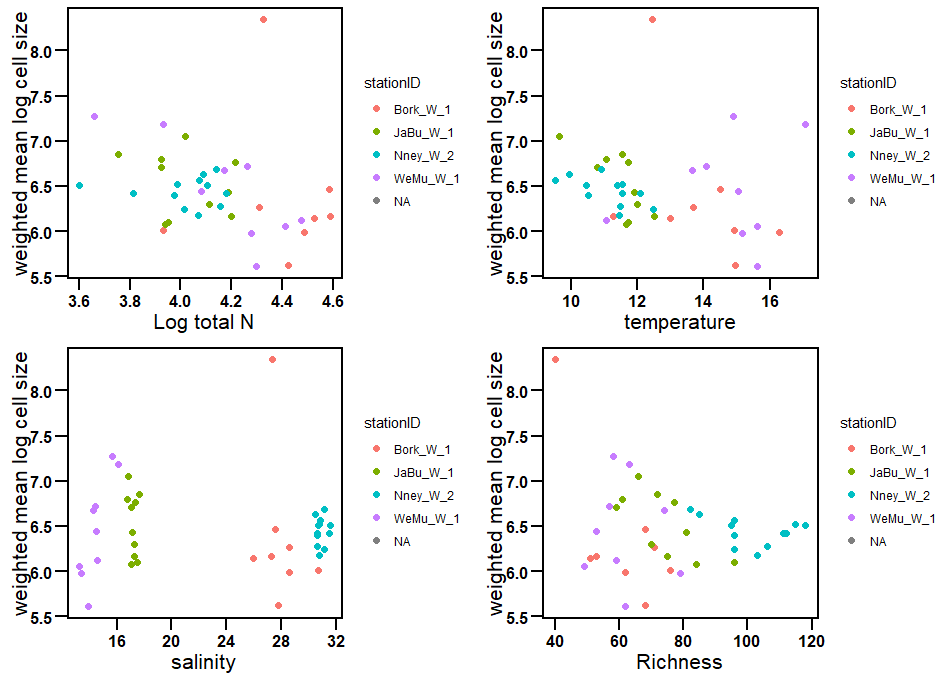 weighted mean log cell size
8.0
7.5
7.0
6.5
6.0
5.5
3.6 3.8 4.0 4.2 4.4 4.6
Log total N
stationID
Bork_W_1
JaBu_W_1
Nney_W_2
WeMu_W_1
NA
weighted mean log cell size
8.0
7.5
7.0
6.5
6.0
5.5
10 12 14 16
temperature
stationID
Bork_W_1
JaBu_W_1
Nney_W_2
WeMu_W_1
NA
weighted mean log cell size
8.0
7.5
7.0
6.5
6.0
5.5
16 20 24 28 32
salinity
stationID
Bork_W_1
JaBu_W_1
Nney_W_2
WeMu_W_1
NA
weighted mean log cell size
8.0
7.5
7.0
6.5
6.0
5.5
40 60 80 100 120
Richness
stationID
Bork_W_1
JaBu_W_1
Nney_W_2
WeMu_W_1
NA